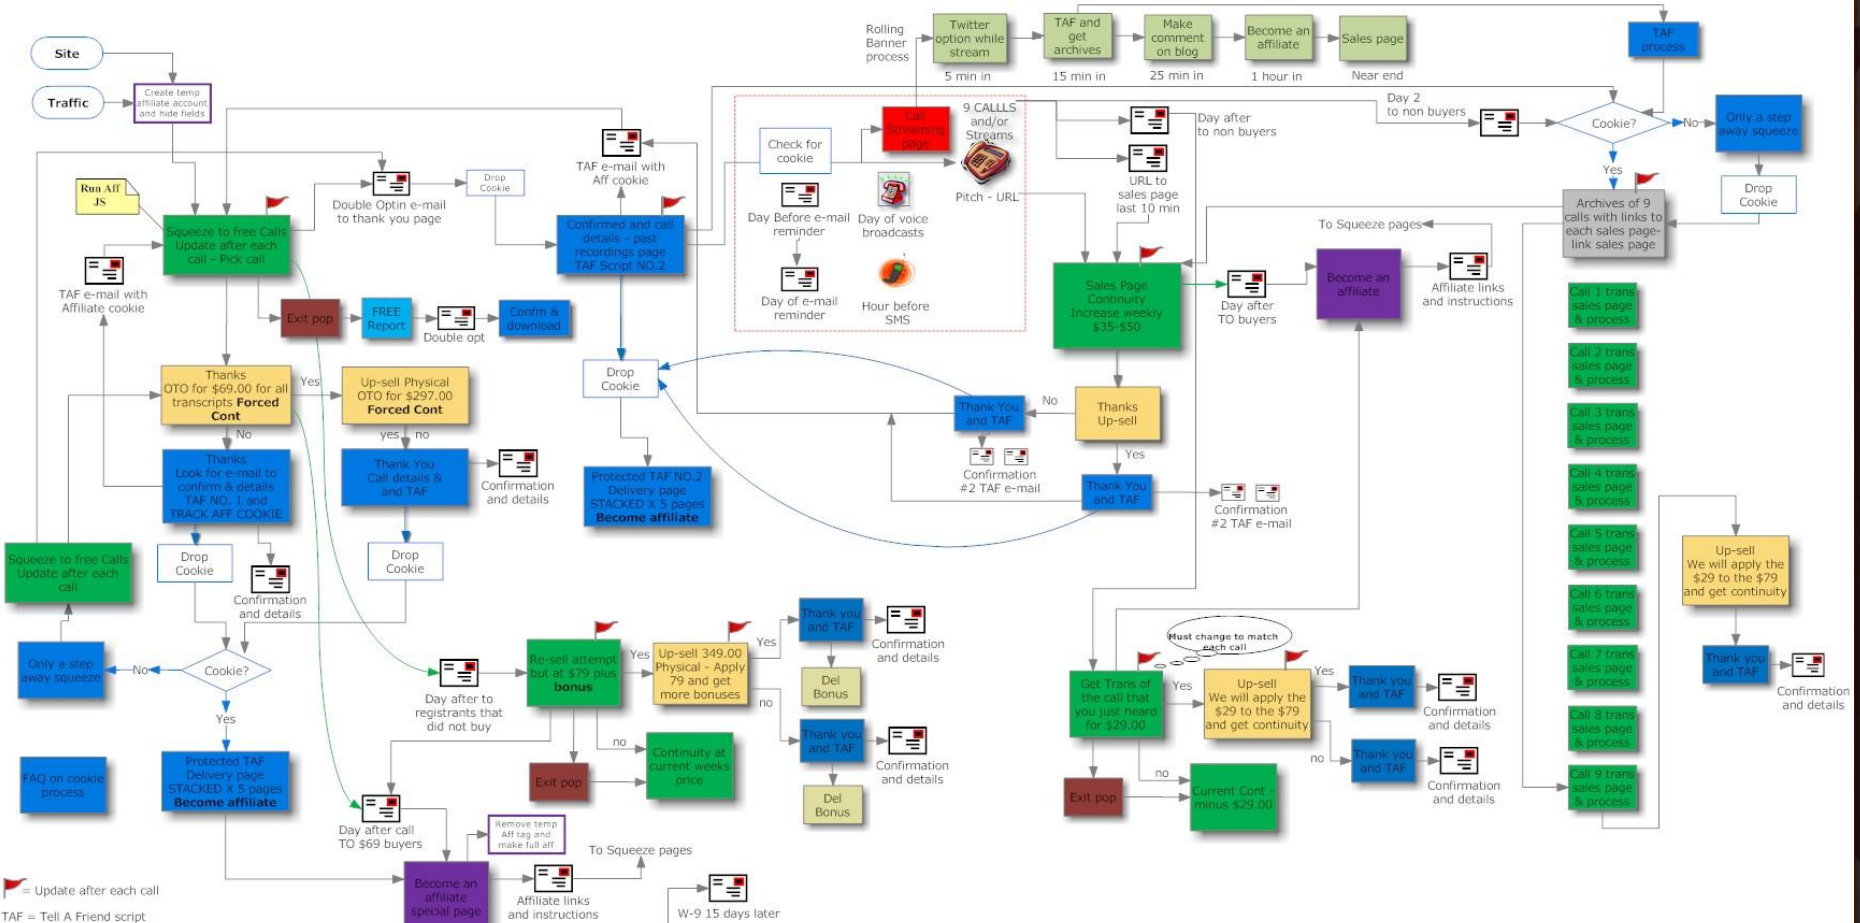 Site
Traffic
Create temp
affiliate account
and hide fields
Run Aff
JS
Squeeze to free Calls
Update after each
call - Pick call
TAF e-mail with
Affiliate cookie
Double Optin e-mail
to thank you page
Drop
Cookie
TAF e-mail with
Aff cookie
Confirmed and call
details - past
recordings page
TAF Script NO.2
Exit pop
FREE
Report
Double opt
Confm &
download
Thanks
OTO for $69.00 for all
transcripts Forced
Cont
Yes
Up-sell Physical
OTO for $297.00
Forced Cont
No
yes
no
Thanks
Look for e-mail to
confirm & details
TAF NO. 1 and
TRACK AFF COOKIE
Thank You
Call details &
and TAF
Confirmation
and details
Drop
Cookie
Confirmation
and details
Drop
Cookie
Squeeze to free Calls
Update after each
call
Only a step
away squeeze
No
Cookie?
Yes
FAQ on cookie
process
Protected TAF
Delivery page
STACKED X 5 pages
Become affiliate
= Update after each call
TAF = Tell A Friend script
Drop
Cookie
Protected TAF NO.2
Delivery page
STACKED X 5 pages
Become affiliate
Rolling
Banner
process
Twitter
option while
stream
5 min in
TAF and
get
archives
15 min in
Make
comment
on blog
25 min in
Become an
affiliate
1 hour in
Sales page
Near end
TAF
process
Check for
cookie
Call
Streaming
page
9 CALLLS
and/or
Streams
Pitch - URL
Day Before e-mail
reminder
Day of voice
broadcasts
Day of e-mail
reminder
Hour before
SMS
Day after
to non buyers
URL to
sales page
last 10 min
Day 2
to non buyers
Cookie?
No
Only a step
away squeeze
Yes
Drop
Cookie
Archives of 9
calls with links to
each sales page-
link sales page
Sales Page
Continuity
Increase weekly
$35-$50
Day after
TO buyers
Become an
affiliate
To Squeeze pages
Affiliate links
and instructions
Thanks
Up-sell
No
Thank You
and TAF
Confirmation
#2 TAF e-mail
Yes
Thank You
and TAF
Confirmation
#2 TAF e-mail
Call 1 trans
sales page
& process
Call 2 trans
sales page
& process
Call 3 trans
sales page
& process
Call 4 trans
sales page
& process
Call 5 trans
sales page
& process
Call 6 trans
sales page
& process
Call 7 trans
sales page
& process
Call 8 trans
sales page
& process
Call 9 trans
sales page
& process
Up-sell
We will apply the
$29 to the $79
and get continuity
Thank you
and TAF
Confirmation
and details
Day after to
registrants that
did not buy
Re-sell attempt
but at $79 plus
bonus
Yes
Up-sell 349.00
Physical - Apply
79 and get
more bonuses
Yes
Thank you
and TAF
Confirmation
and details
Del
Bonus
no
Thank you
and TAF
Confirmation
and details
Del
Bonus
no
Exit pop
Continuity at
current weeks
price
Day after call
TO $69 buyers
Remove temp
Aff tag and
make full aff
Become an
affiliate
special page
To Squeeze pages
Affiliate links
and instructions
W-9 15 days later
Must change to match
each call
Get Trans of
the call that
you just heard
for $29.00
Yes
Up-sell
We will apply the
$29 to the $79
and get continuity
Yes
Thank you
and TAF
Confirmation
and details
no
Thank you
and TAF
Confirmation
and details
Exit pop
no
Current Cont -
minus $29.00